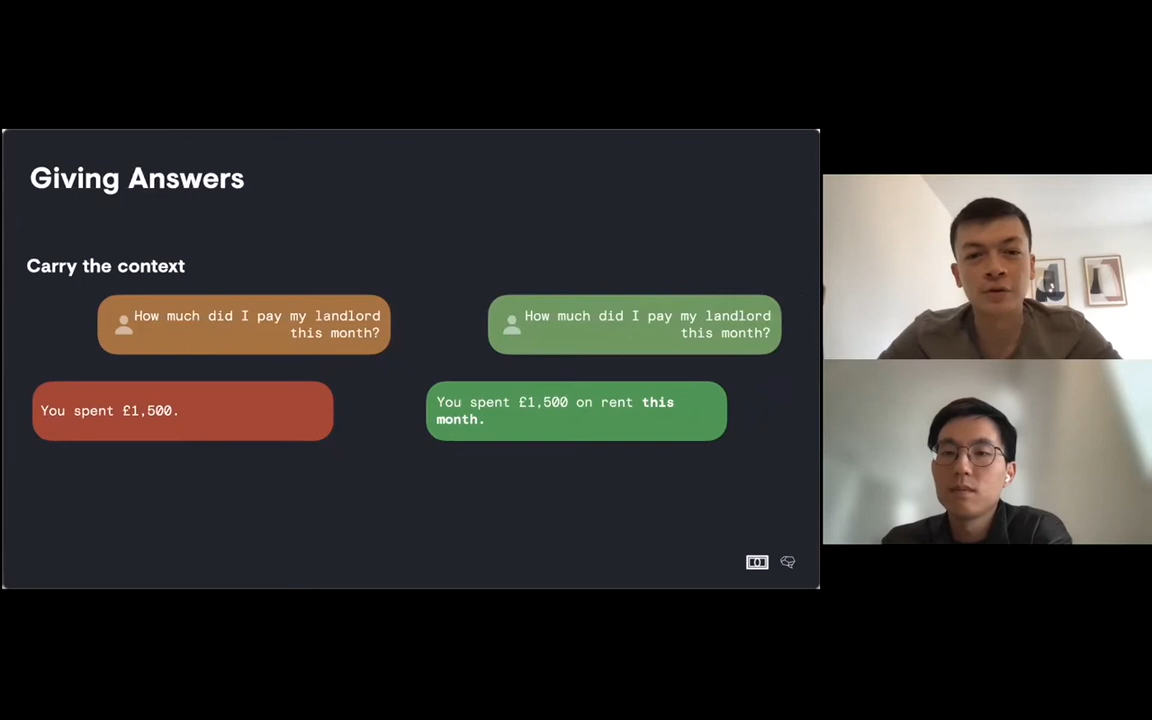 Giving Answers
Carry the context
How much did I pay my landlord
this month?
How much did I pay my landlord
this month?
You spent £1,500.
You spent £1,500 on rent this
month.